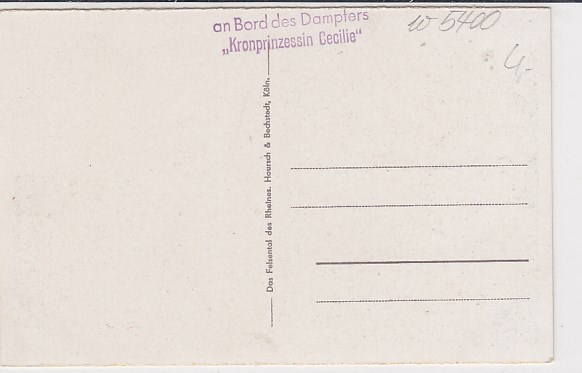 an Bord des Dampfers
„Kronprinzessin Cecilie“
w 5400
4,-
Das Felsental des Rheines. Hoursch & Bechstedt, Köln.